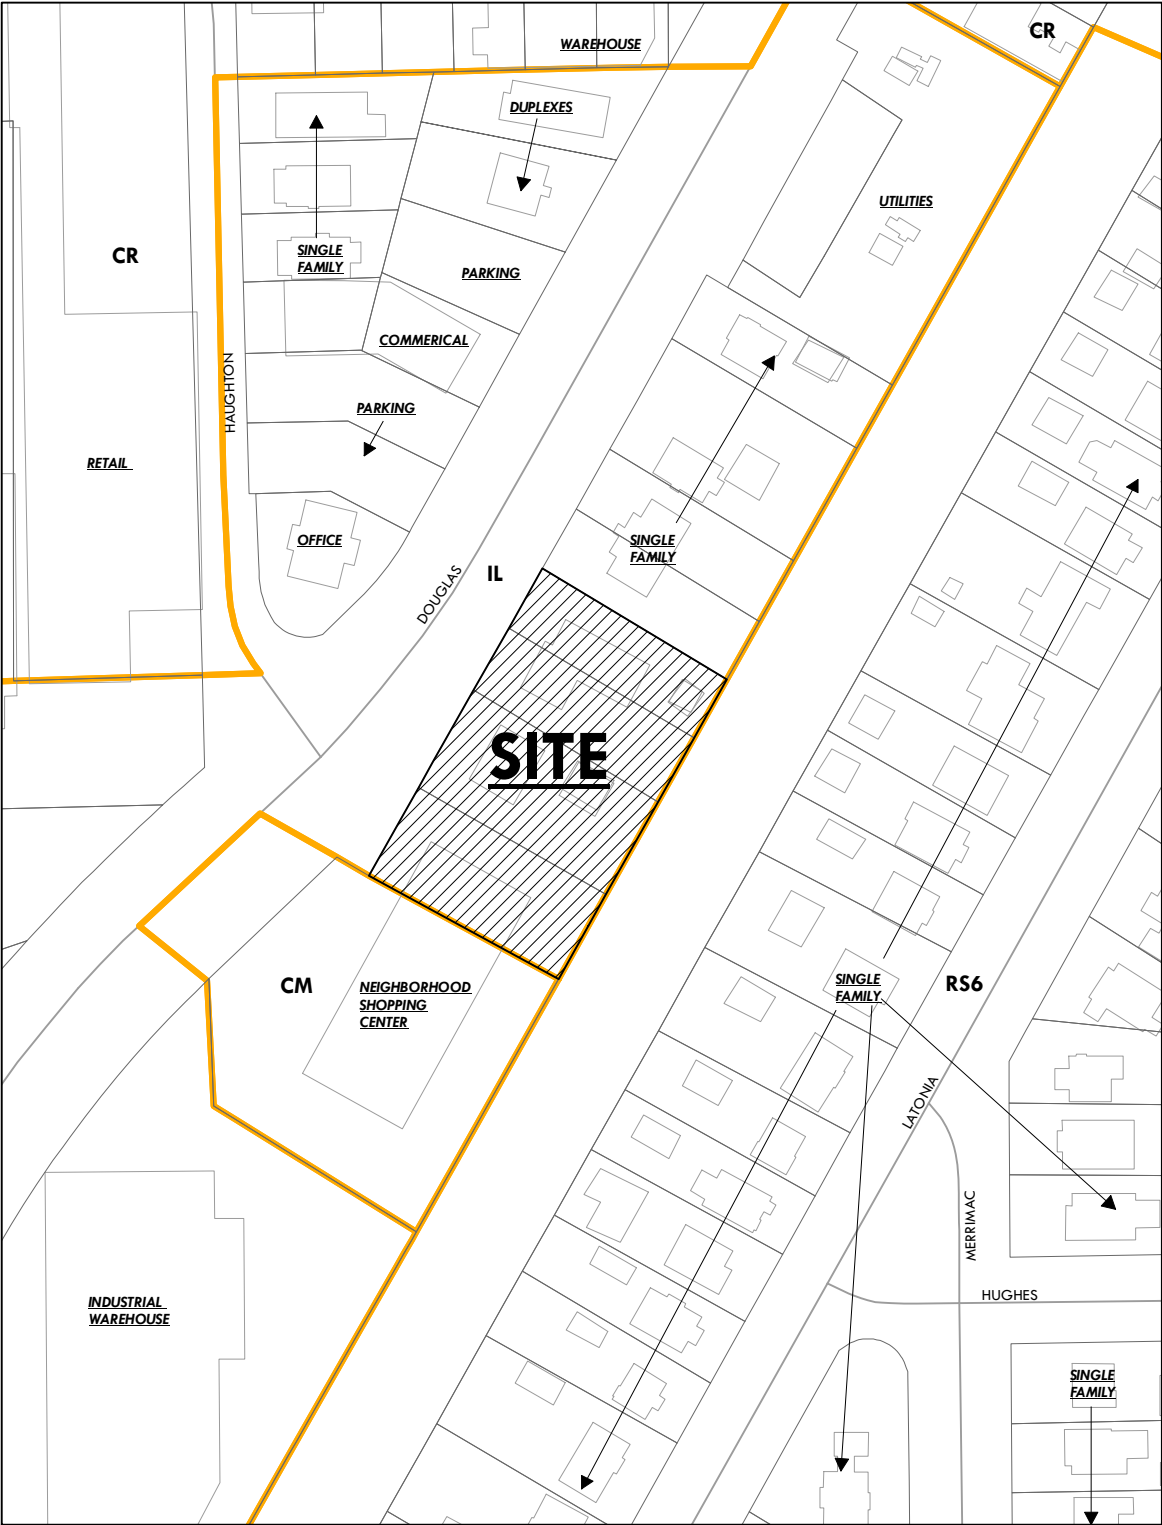 CR
WAREHOUSE
DUPLEXES
UTILITIES
CR
SINGLE
FAMILY
PARKING
COMMERICAL
HAUGHTON
PARKING
RETAIL
OFFICE
SINGLE
FAMILY
DOUGLAS
IL
SITE
CM
NEIGHBORHOOD
SHOPPING
CENTER
SINGLE
FAMILY
RS6
LATONIA
MERRIMAC
HUGHES
INDUSTRIAL
WAREHOUSE
SINGLE
FAMILY